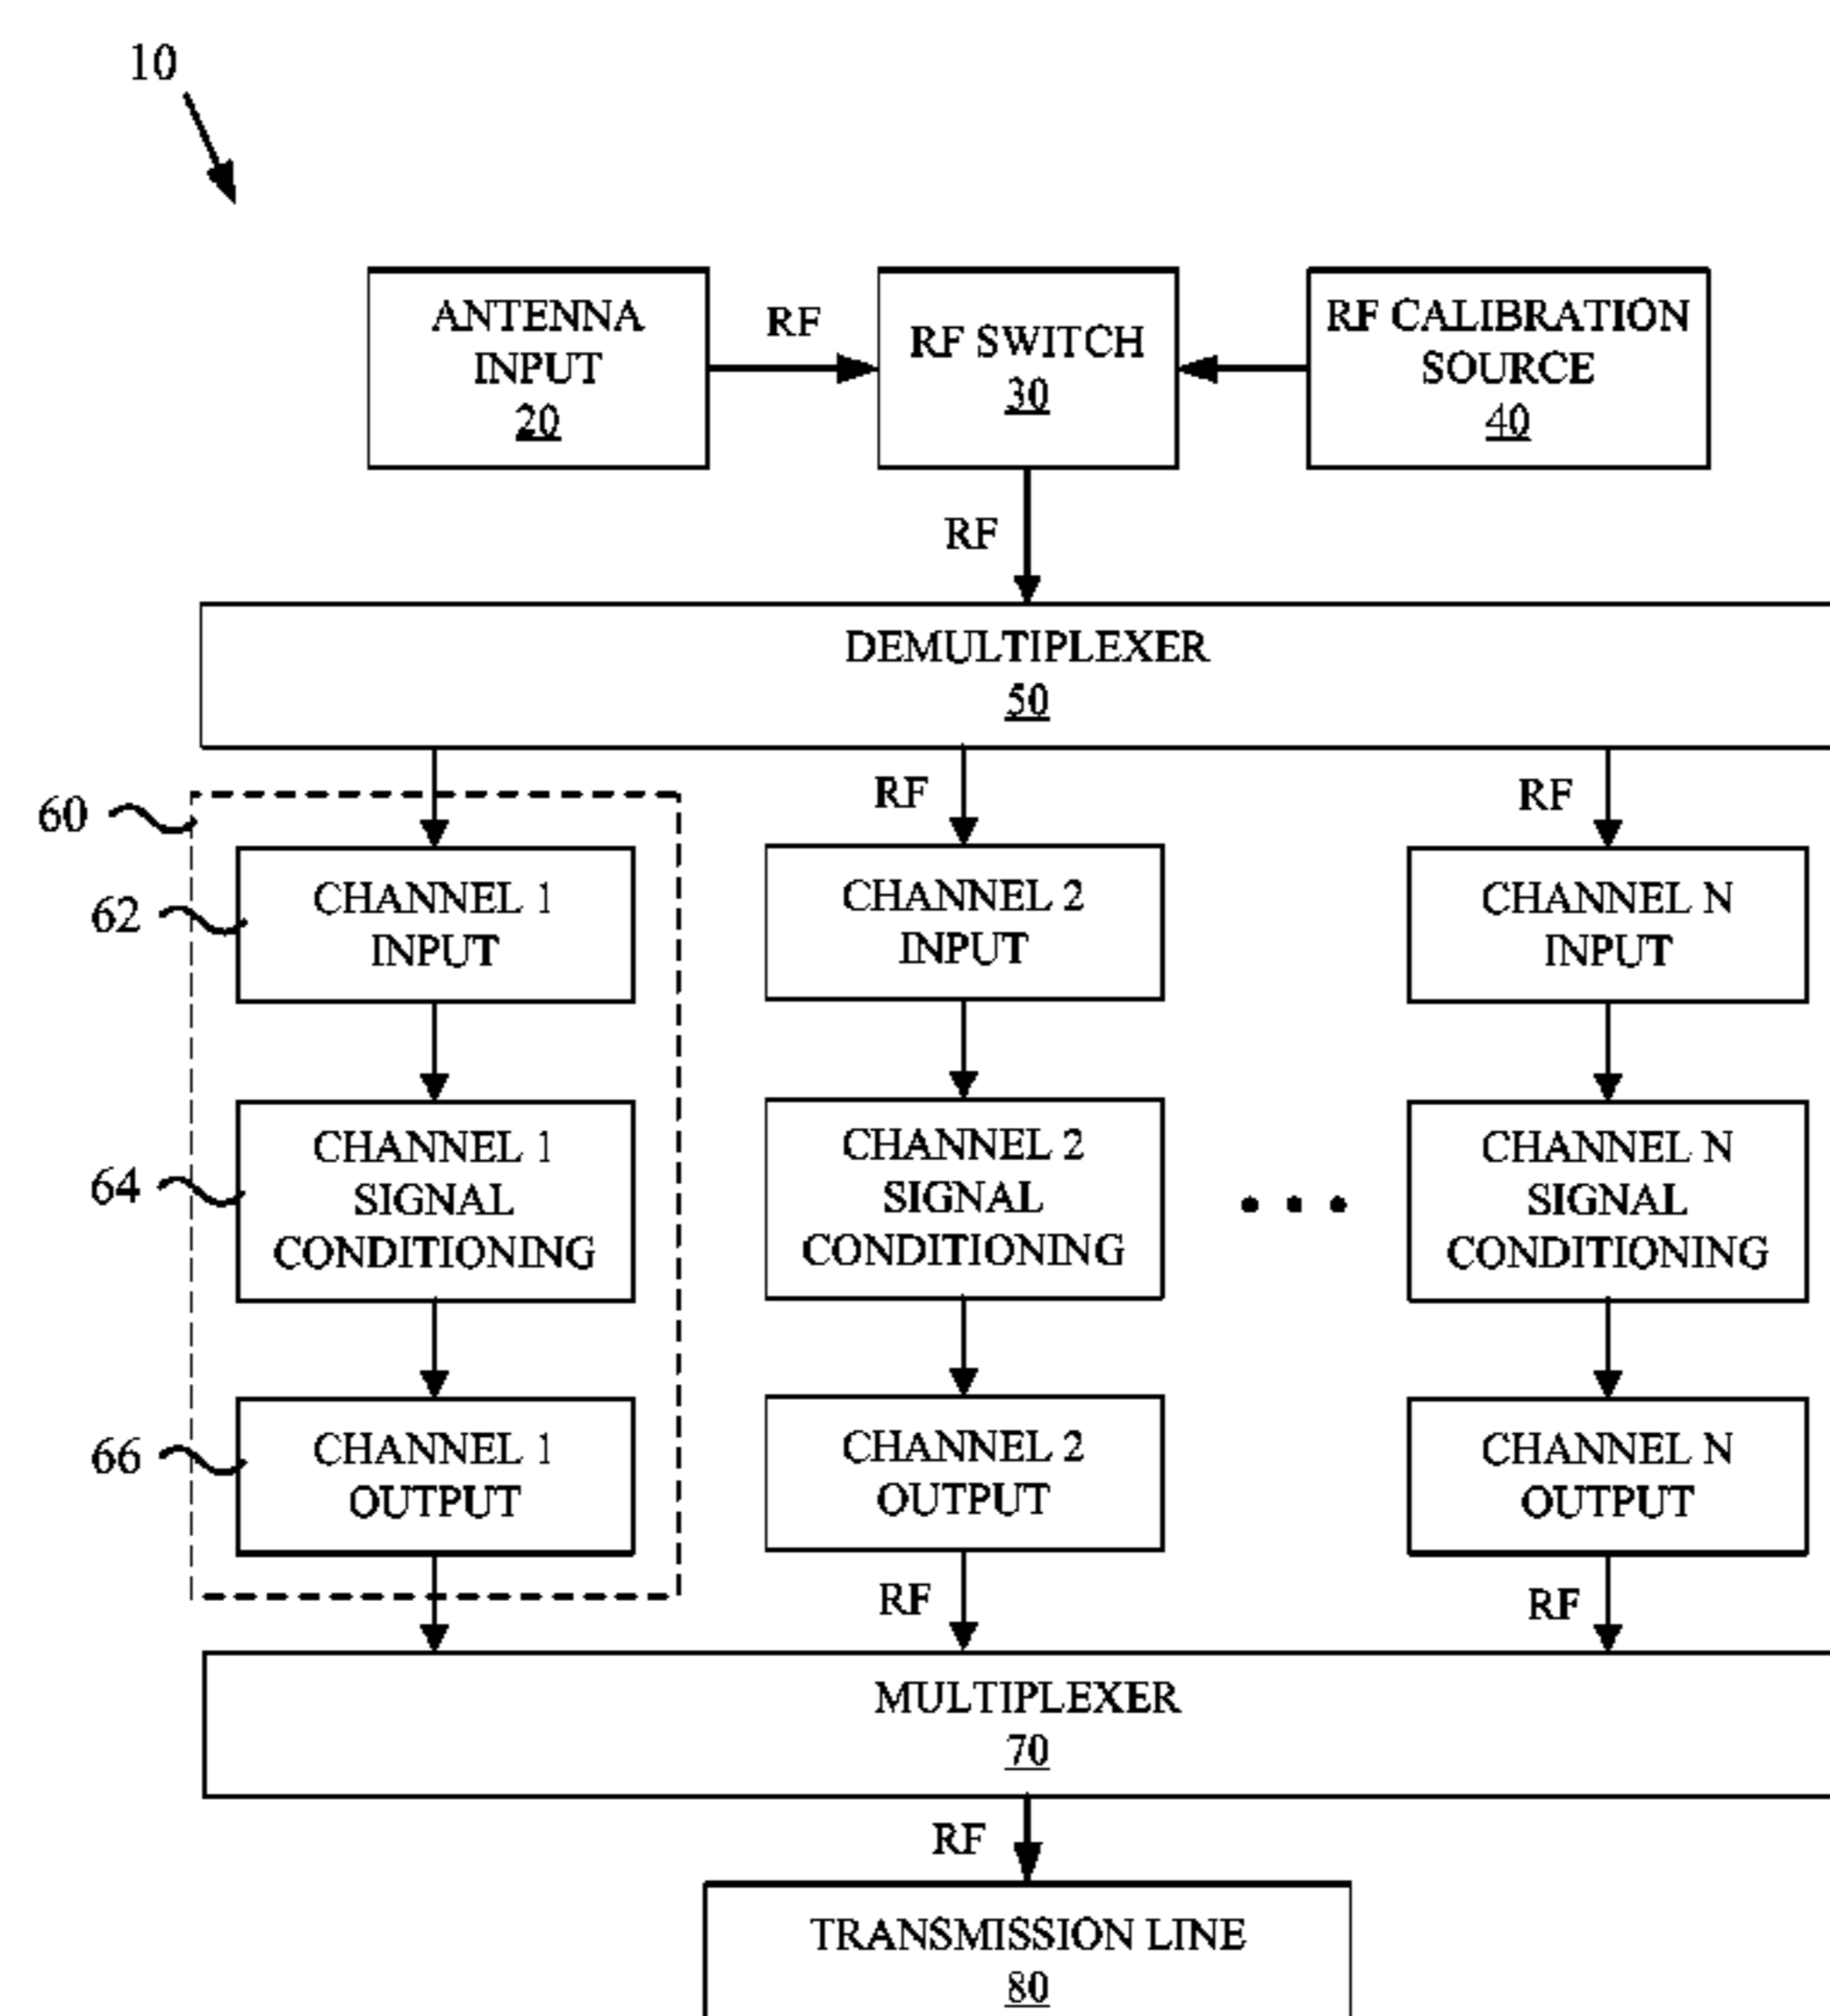 10
ANTENNA
INPUT
20
RF
RF SWITCH
30
RF CALIBRATION
SOURCE
40
RF
DEMULTIPLEXER
50
RF
RF
60
62
CHANNEL 1
INPUT
CHANNEL 2
INPUT
CHANNEL N
INPUT
64
CHANNEL 1
SIGNAL
CONDITIONING
CHANNEL 2
SIGNAL
CONDITIONING
CHANNEL N
SIGNAL
CONDITIONING
66
CHANNEL 1
OUTPUT
CHANNEL 2
OUTPUT
CHANNEL N
OUTPUT
RF
RF
MULTIPLEXER
70
RF
TRANSMISSION LINE
80